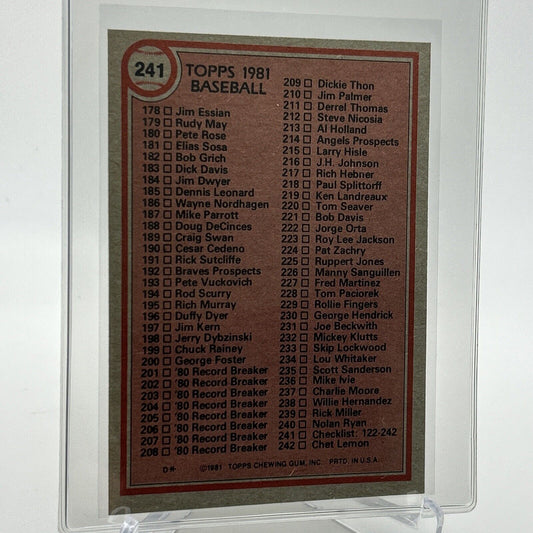 241
TOPPS 1981
BASEBALL
178 Jim Essian
179 Rudy May
180 Pete Rose
181 Elias Sosa
182 Bob Grich
183 Dick Davis
184 Jim Dwyer
185 Dennis Leonard
186 Wayne Nordhagen
187 Mike Parrott
188 Doug DeCinces
189 Craig Swan
190 Cesar Cedeno
191 Rick Sutcliffe
192 Braves Prospects
193 Pete Vuckovich
194 Rod Scurry
195 Rich Murray
196 Duffy Dyer
197 Jim Kern
198 Jerry Dybzinski
199 Chuck Rainey
200 George Foster
201 '80 Record Breaker
202 '80 Record Breaker
203 '80 Record Breaker
204 '80 Record Breaker
205 '80 Record Breaker
206 '80 Record Breaker
207 '80 Record Breaker
208 '80 Record Breaker
209 Dickie Thon
210 Jim Palmer
211 Derrel Thomas
212 Steve Nicosia
213 Al Holland
214 Angels Prospects
215 Larry Hisle
216 J.H. Johnson
217 Rich Hebner
218 Paul Splittorff
219 Ken Landreaux
220 Tom Seaver
221 Bob Davis
222 Jorge Orta
223 Roy Lee Jackson
224 Pat Zachry
225 Ruppert Jones
226 Manny Sanguillen
227 Fred Martinez
228 Tom Paciorek
229 Rollie Fingers
230 George Hendrick
231 Joe Beckwith
232 Mickey Klutts
233 Skip Lockwood
234 Lou Whitaker
235 Scott Sanderson
236 Mike Ivie
237 Charlie Moore
238 Willie Hernandez
239 Rick Miller
240 Nolan Ryan
241 Checklist: 122-242
242 Chet Lemon
©1981 TOPPS CHEWING GUM, INC. PRTD. IN U.S.A.